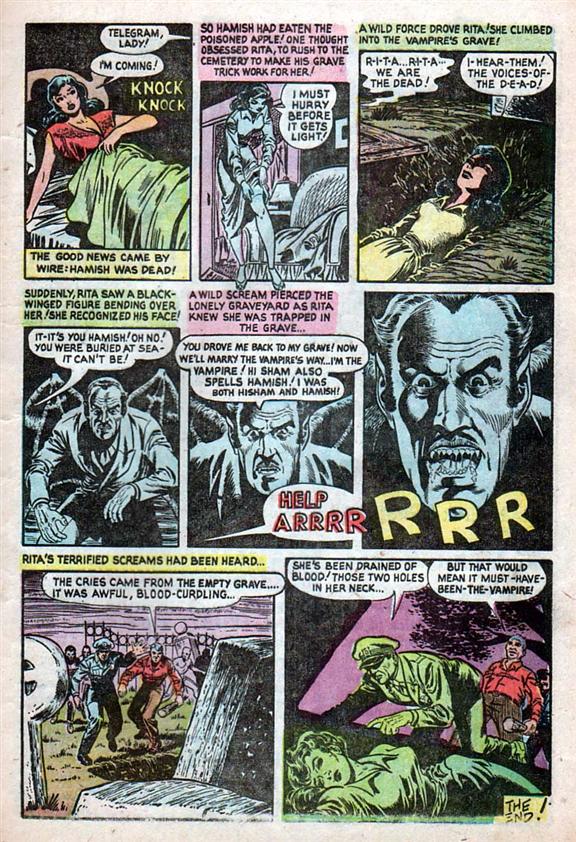 TELEGRAM,
LADY!
I'M COMING!
KNOCK
KNOCK
THE GOOD NEWS CAME BY
WIRE: HAMISH WAS DEAD!
SO HAMISH HAD EATEN THE
POISONED APPLE! ONE THOUGHT
OBSESSED RITA, TO RUSH TO THE
CEMETERY TO MAKE HIS GRAVE
TRICK WORK FOR HER!
I MUST
HURRY
BEFORE
IT GETS
LIGHT!
A WILD FORCE DROVE RITA! SHE CLIMBED
INTO THE VAMPIRE'S GRAVE!
R-I-T-A...R-I-T-A---
WE ARE
THE DEAD!
I-HEAR-THEM!
THE VOICES-OF-
THE D-E-A-D!
SUDDENLY, RITA SAW A BLACK-
WINGED FIGURE BENDING OVER
HER! SHE RECOGNIZED HIS FACE!
IT-IT'S YOU HAMISH! OH NO!
YOU WERE BURIED AT SEA-
IT CAN'T BE!
A WILD SCREAM PIERCED THE
LONELY GRAVEYARD AS RITA
KNEW SHE WAS TRAPPED IN
THE GRAVE...
YOU DROVE ME BACK TO MY GRAVE! NOW
WE'LL MARRY THE VAMPIRE'S WAY...I'M THE
VAMPIRE! HI SHAM ALSO
SPELLS HAMISH! I WAS
BOTH HISHAM AND HAMISH!
HELP
ARRRR
RRR
RITA'S TERRIFIED SCREAMS HAD BEEN HEARD...
THE CRIES CAME FROM THE EMPTY GRAVE....
IT WAS AWFUL, BLOOD-CURDLING...
SHE'S BEEN DRAINED OF
BLOOD! THOSE TWO HOLES
IN HER NECK...
BUT THAT WOULD
MEAN IT MUST-HAVE-
BEEN-THE-VAMPIRE!
THE
END!